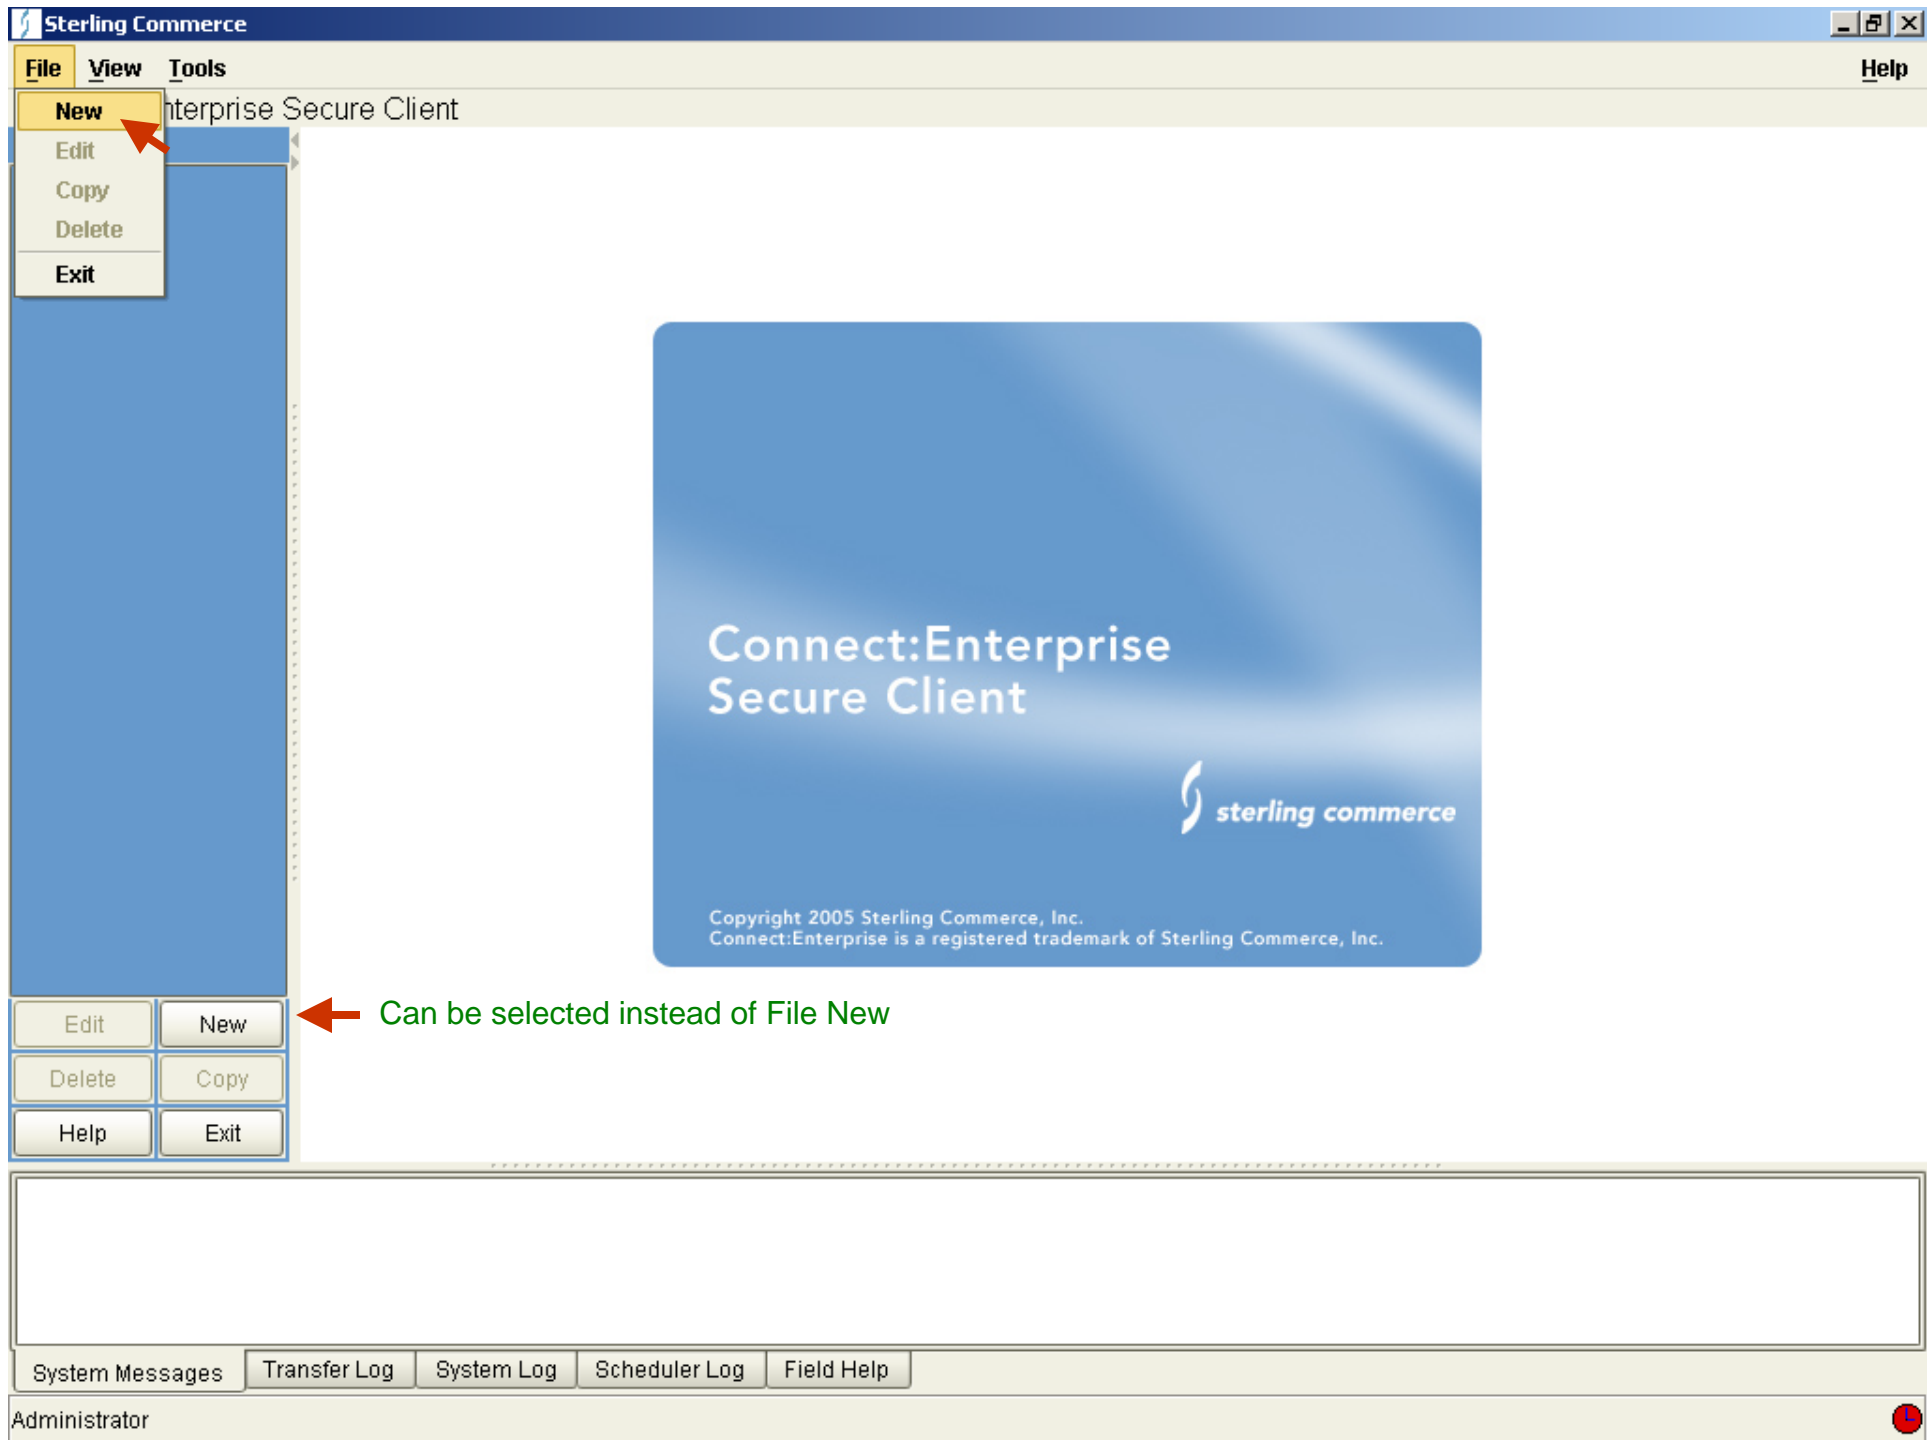 Sterling Commerce
File View Tools Help
New
nterprise Secure Client
Edit
Copy
Delete
Exit
Connect:Enterprise
Secure Client
sterling commerce
Copyright 2005 Sterling Commerce, Inc.
Connect:Enterprise is a registered trademark of Sterling Commerce, Inc.
Edit New
Can be selected instead of File New
Delete Copy
Help Exit
System Messages Transfer Log System Log Scheduler Log Field Help
Administrator